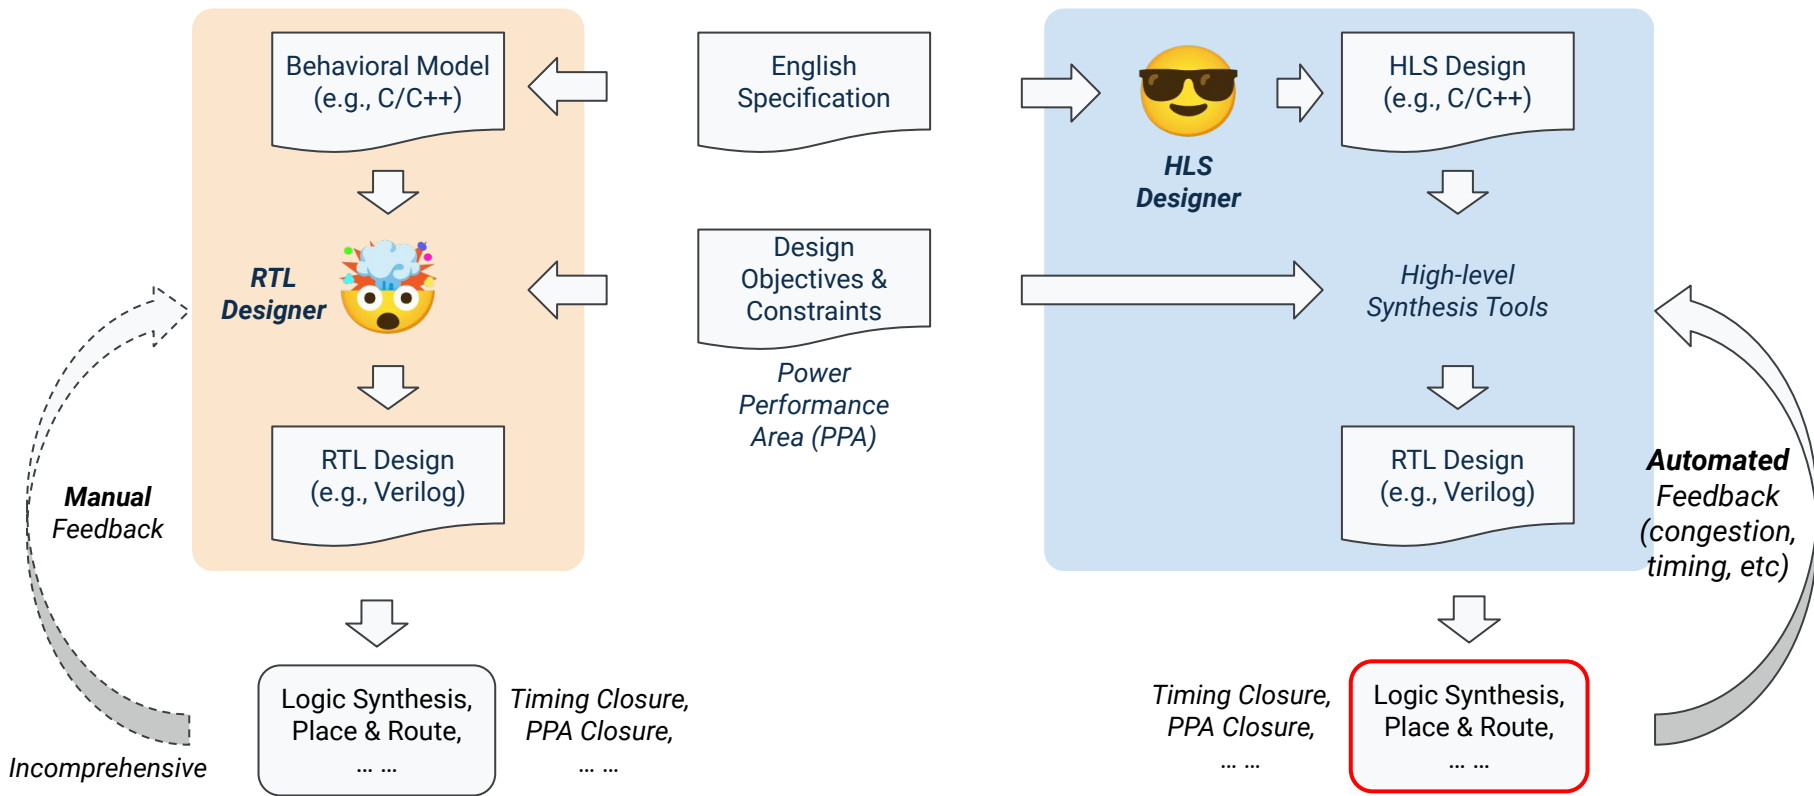 Behavioral Model
(e.g., C/C++)
English
Specification
HLS
Designer
HLS Design
(e.g., C/C++)
RTL
Designer
Design
Objectives &
Constraints
Power
Performance
Area (PPA)
High-level
Synthesis Tools
Manual
Feedback
RTL Design
(e.g., Verilog)
RTL Design
(e.g., Verilog)
Automated
Feedback
(congestion,
timing, etc)
Incomprehensive
Logic Synthesis,
Place & Route,
... ...
Timing Closure,
PPA Closure,
... ...
Timing Closure,
PPA Closure,
... ...
Logic Synthesis,
Place & Route,
... ...